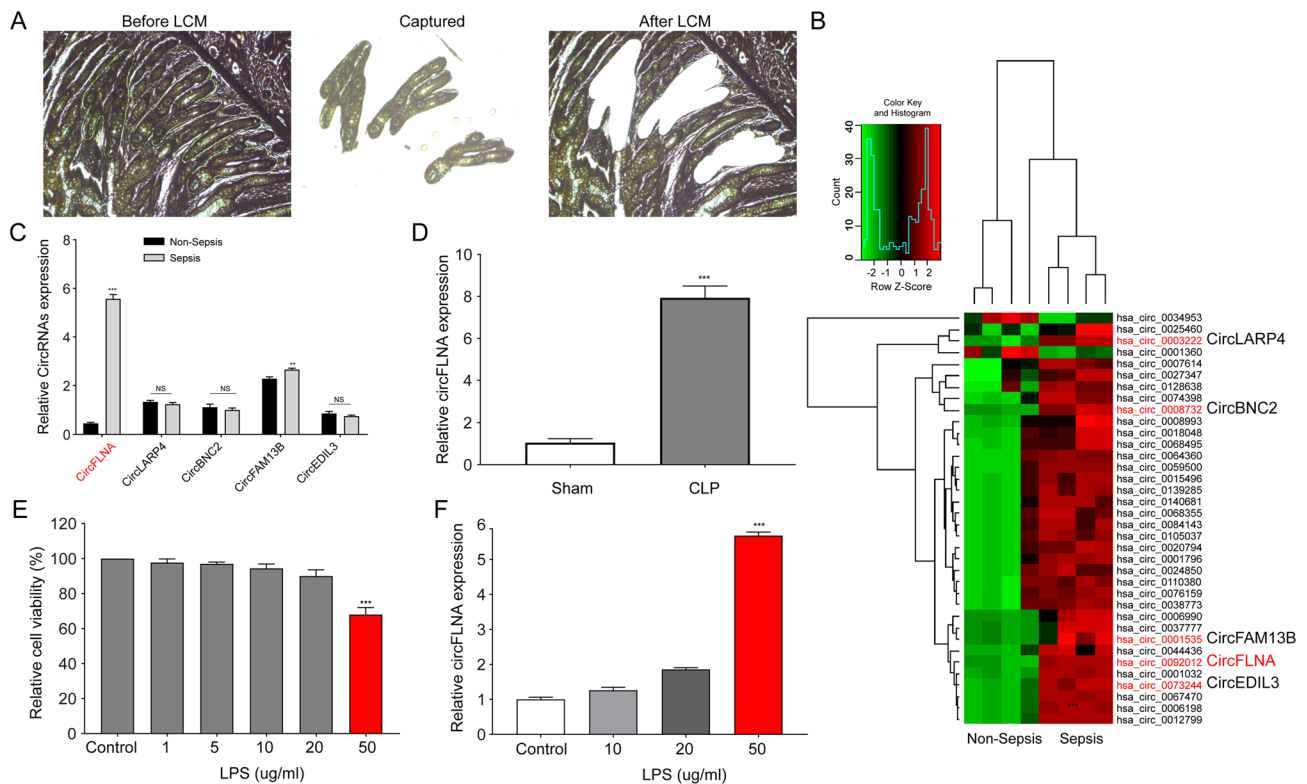 A
Before LCM
Captured
After LCM
B
Color Key
and Histogram
Count
0
10
20
30
40
-2
-1
0
1
2
Row Z-Score
hsa_circ_0034953
hsa_circ_0025460
hsa_circ_0003222 CircLARP4
hsa_circ_0001360
hsa_circ_0007614
hsa_circ_0027347
hsa_circ_0128638
hsa_circ_0074398
hsa_circ_0008732 CircBNC2
hsa_circ_0008993
hsa_circ_0018048
hsa_circ_0068495
hsa_circ_0064360
hsa_circ_0059500
hsa_circ_0015496
hsa_circ_0139285
hsa_circ_0140681
hsa_circ_0068355
hsa_circ_0084143
hsa_circ_0105037
hsa_circ_0020794
hsa_circ_0001796
hsa_circ_0024850
hsa_circ_0110380
hsa_circ_0076159
hsa_circ_0038773
hsa_circ_0006990
hsa_circ_0037777
hsa_circ_0001535 CircFAM13B
hsa_circ_0044436
hsa_circ_0092012 CircFLNA
hsa_circ_0001032
hsa_circ_0073244 CircEDIL3
hsa_circ_0067470
hsa_circ_0006198
***
hsa_circ_0012799
Non-Sepsis Sepsis
C
Relative CircRNAs expression
8
6
4
2
0
Non-Sepsis
Sepsis
***
NS
NS
**
NS
CircFLNA
CircLARP4
CircBNC2
CircFAM13B
CircEDIL3
D
Relative circFLNA expression
10
8
6
4
2
0
***
Sham
CLP
E
Relative cell viability (%)
120
100
80
60
40
20
0
***
Control 1 5 10 20 50
LPS (ug/ml)
F
Relative circFLNA expression
6
5
4
3
2
1
0
***
Control 10 20 50
LPS (ug/ml)